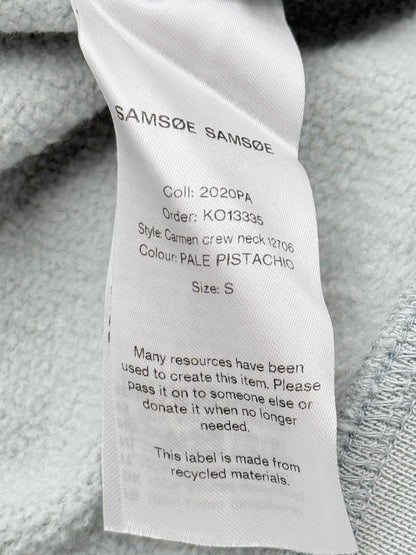 SAMSØE SAMSØE
Coll: 2020PA
Order: KO13335
Style: Carmen crew neck 12706
Colour: PALE PISTACHIO
Size: S
Many resources have been
used to create this item. Please
pass it on to someone else or
donate it when no longer
needed.
This label is made from
recycled materials.